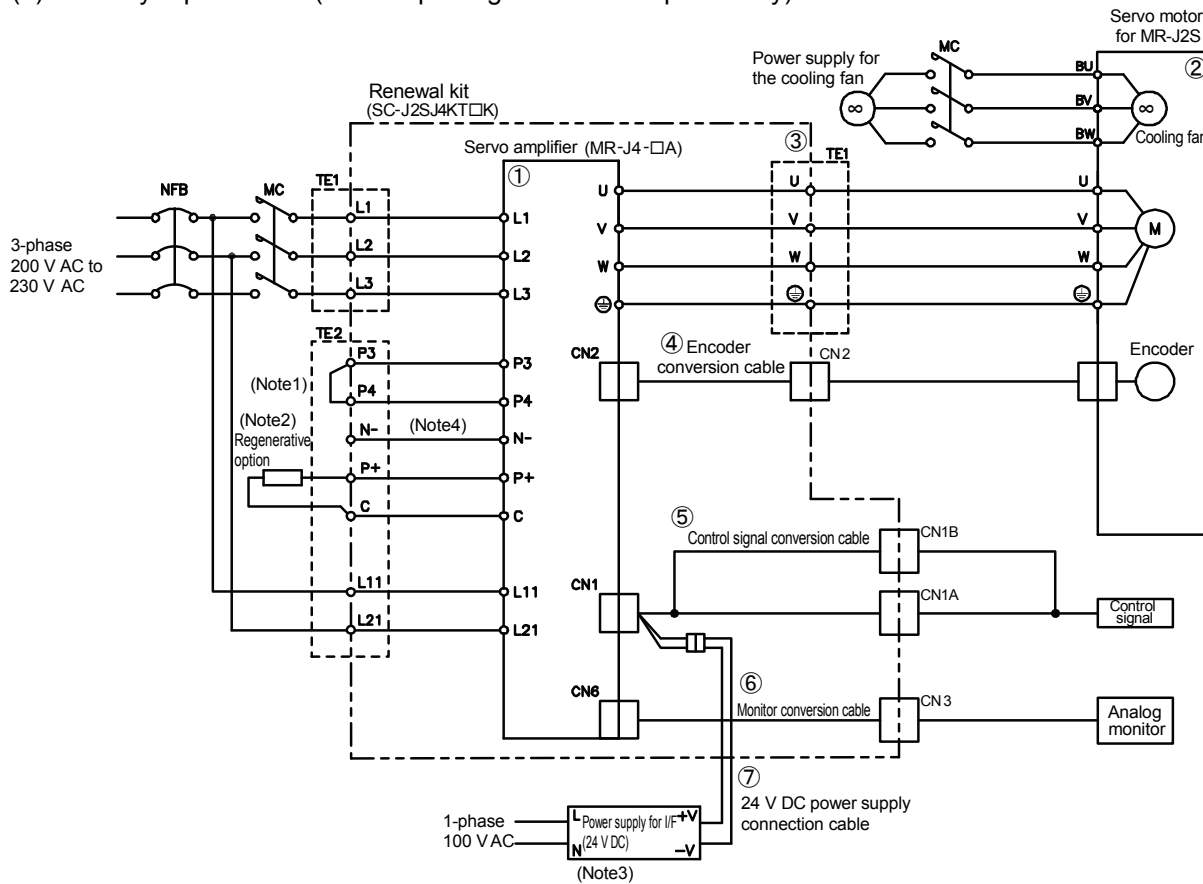 Servo motor
for MR-J2S
②
Power supply for
the cooling fan
MC
BU
BV
BW
Cooling fan
Renewal kit
(SC-J2SJ4KT□K)
Servo amplifier (MR-J4-□A)
①
③
TE1
NFB
MC
TE1
3-phase
200 V AC to
230 V AC
L1
L2
L3
L1
L2
L3
U
V
W
U
V
W
U
V
W
M
TE2
(Note1)
P3
P4
(Note2)
Regenerative
option
N-
(Note4)
P+
C
L11
L21
P3
P4
N-
P+
C
L11
L21
CN2
④ Encoder
conversion cable
CN2
Encoder
⑤
Control signal conversion cable
CN1B
CN1
CN1A
Control
signal
CN6
⑥
Monitor conversion cable
CN3
Analog
monitor
⑦
24 V DC power supply
connection cable
1-phase
100 V AC
L
N
Power supply for I/F
(24 V DC)
+V
-V
(Note3)